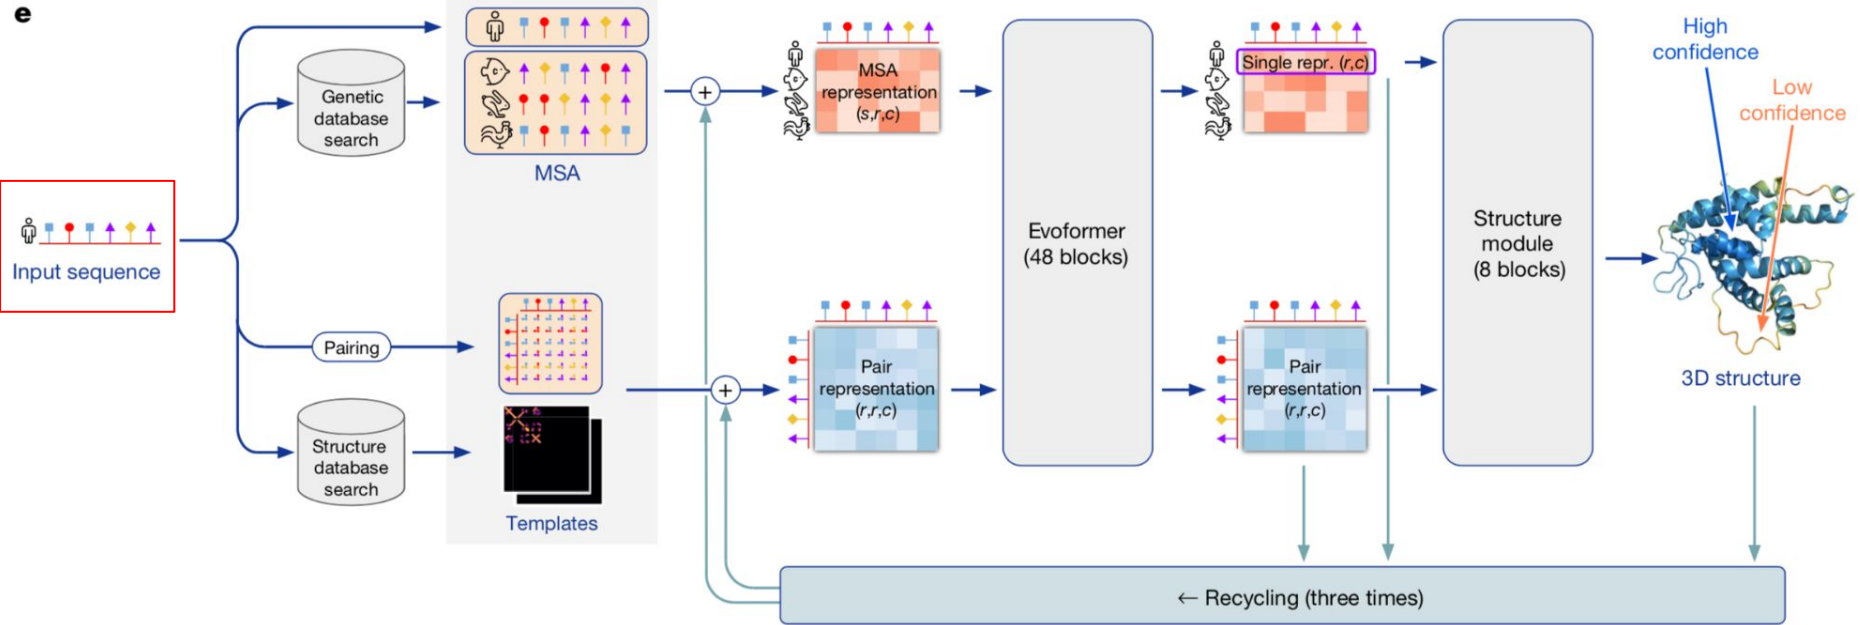 e
Input sequence
Genetic
database
search
Pairing
Structure
database
search
MSA
Templates
+
+
MSA
representation
(s,r,c)
Pair
representation
(r,r,c)
Evoformer
(48 blocks)
Single repr. (r,c)
Pair
representation
(r,r,c)
Structure
module
(8 blocks)
High
confidence
Low
confidence
3D structure
← Recycling (three times)